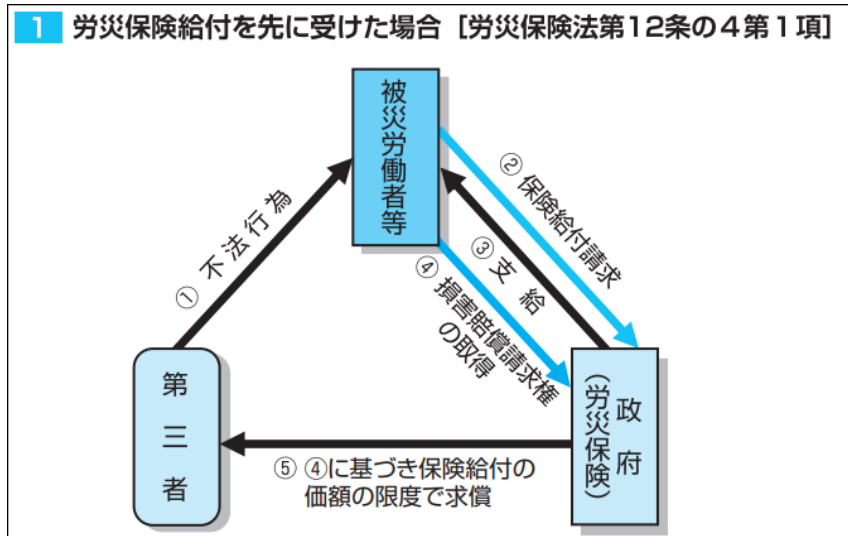 1 労災保険給付を先に受けた場合［労災保険法第12条の4第1項］
被災労働者等
① 不法行為
② 保険給付請求
③ 支給
④ 損害賠償請求権
の取得
第三者
政府
（労災保険）
⑤ ④に基づき保険給付の
価額の限度で求償